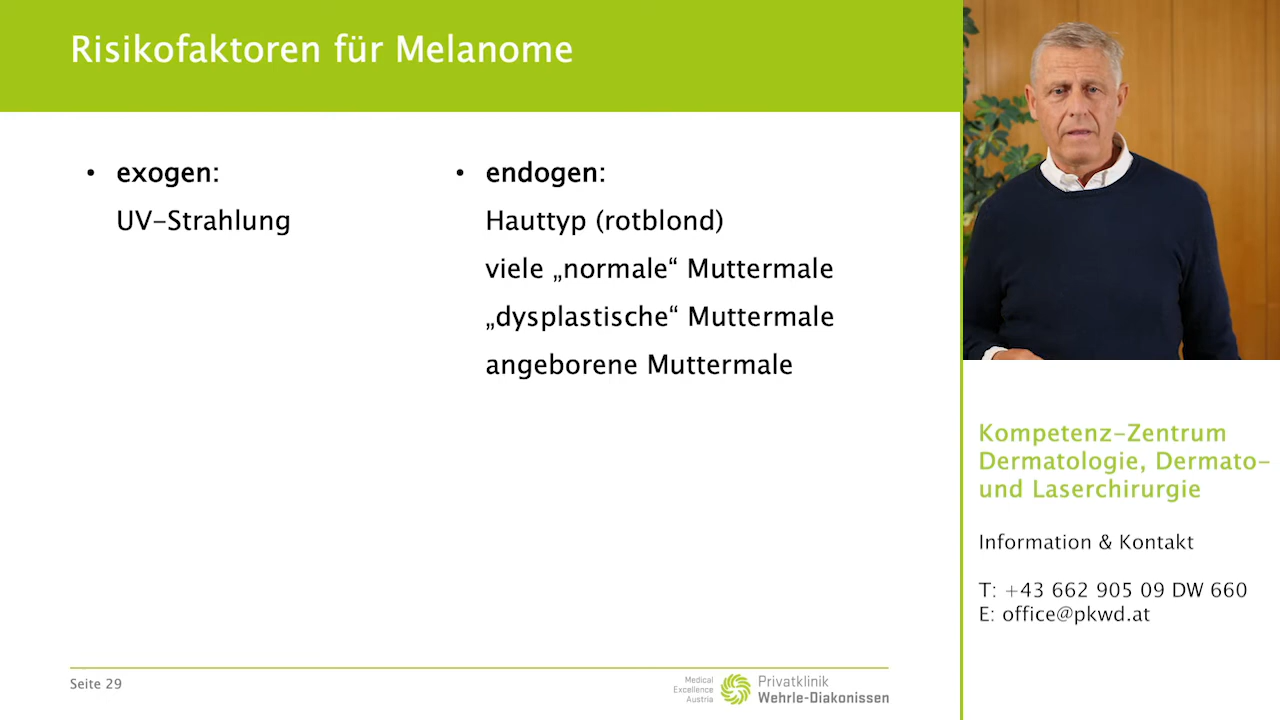 Risikofaktoren für Melanome
• exogen:
UV-Strahlung
• endogen:
Hauttyp (rotblond)
viele „normale“ Muttermale
„dysplastische“ Muttermale
angeborene Muttermale
Kompetenz-Zentrum
Dermatologie, Dermato-
und Laserchirurgie
Information & Kontakt
T: +43 662 905 09 DW 660
E: office@pkwd.at
Seite 29
Medical
Excellence
Austria
Privatklinik
Wehrle-Diakonissen